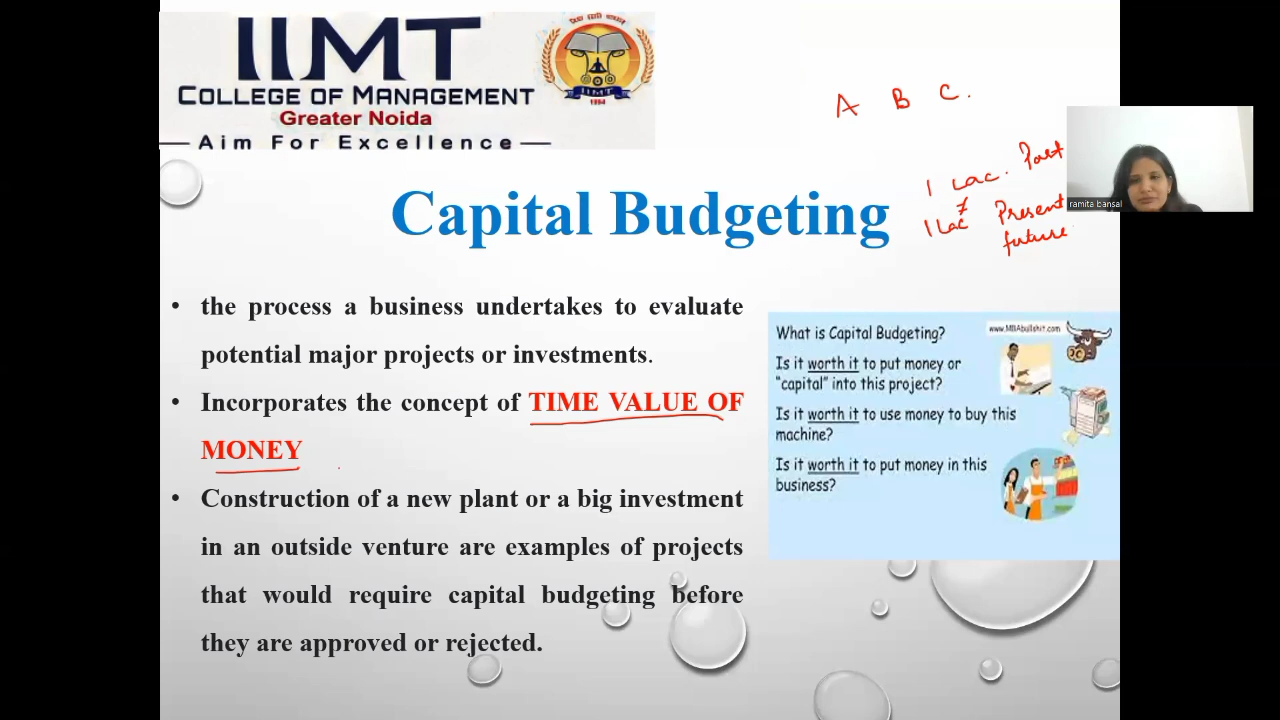 IIMT
COLLEGE OF MANAGEMENT
Greater Noida
Aim For Excellence
1994
A B C.
1 Lac. Past
≠
1 Lac Present
future
ramita bansal
Capital Budgeting
• the process a business undertakes to evaluate
potential major projects or investments.
• Incorporates the concept of TIME VALUE OF
MONEY
• Construction of a new plant or a big investment
in an outside venture are examples of projects
that would require capital budgeting before
they are approved or rejected.
www.MBAbullshit.com
What is Capital Budgeting?
Is it worth it to put money or
“capital” into this project?
Is it worth it to use money to buy this
machine?
Is it worth it to put money in this
business?